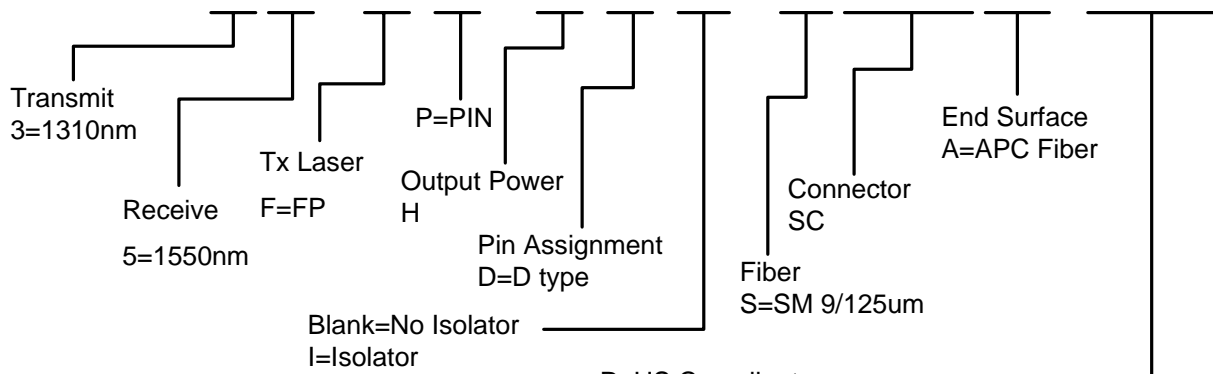 Transmit
3=1310nm
Receive
5=1550nm
Tx Laser
F=FP
P=PIN
Output Power
H
Pin Assignment
D=D type
Blank=No Isolator
I=Isolator
Fiber
S=SM 9/125um
Connector
SC
End Surface
A=APC Fiber